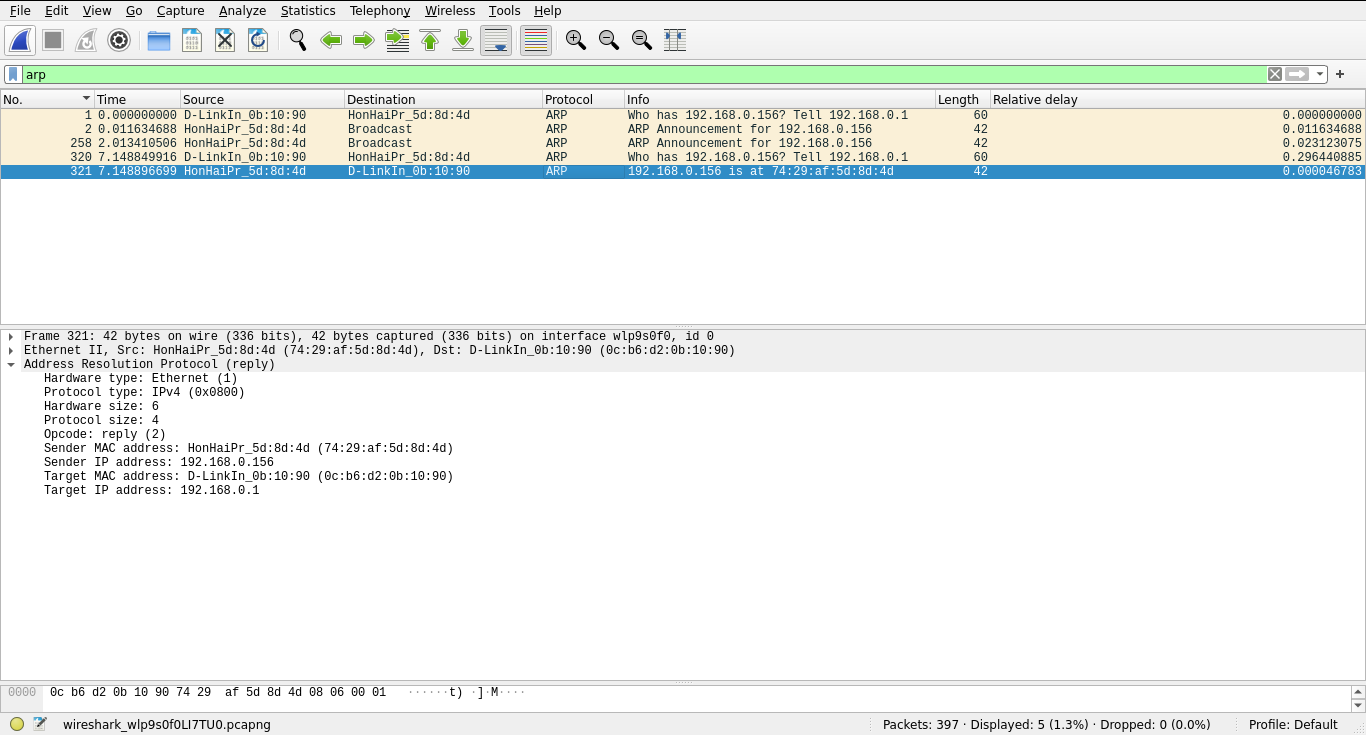 File Edit View Go Capture Analyze Statistics Telephony Wireless Tools Help
arp
No. Time Source Destination Protocol Info Length Relative delay
1 0.000000000 D-LinkIn_0b:10:90 HonHaiPr_5d:8d:4d ARP Who has 192.168.0.156? Tell 192.168.0.1 60 0.000000000
2 0.011634688 HonHaiPr_5d:8d:4d Broadcast ARP ARP Announcement for 192.168.0.156 42 0.011634688
258 2.013410506 HonHaiPr_5d:8d:4d Broadcast ARP ARP Announcement for 192.168.0.156 42 0.023123075
320 7.148849916 D-LinkIn_0b:10:90 HonHaiPr_5d:8d:4d ARP Who has 192.168.0.156? Tell 192.168.0.1 60 0.296440885
321 7.148896699 HonHaiPr_5d:8d:4d D-LinkIn_0b:10:90 ARP 192.168.0.156 is at 74:29:af:5d:8d:4d 42 0.000046783
Frame 321: 42 bytes on wire (336 bits), 42 bytes captured (336 bits) on interface wlp9s0f0, id 0
Ethernet II, Src: HonHaiPr_5d:8d:4d (74:29:af:5d:8d:4d), Dst: D-LinkIn_0b:10:90 (0c:b6:d2:0b:10:90)
Address Resolution Protocol (reply)
Hardware type: Ethernet (1)
Protocol type: IPv4 (0x0800)
Hardware size: 6
Protocol size: 4
Opcode: reply (2)
Sender MAC address: HonHaiPr_5d:8d:4d (74:29:af:5d:8d:4d)
Sender IP address: 192.168.0.156
Target MAC address: D-LinkIn_0b:10:90 (0c:b6:d2:0b:10:90)
Target IP address: 192.168.0.1
0000 0c b6 d2 0b 10 90 74 29 af 5d 8d 4d 08 06 00 01 ······t) ·]·M····
wireshark_wlp9s0f0LI7TU0.pcapng Packets: 397 · Displayed: 5 (1.3%) · Dropped: 0 (0.0%) Profile: Default